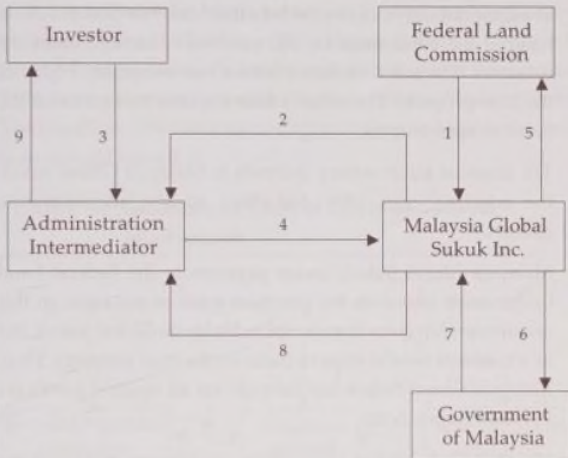 Investor
Federal Land
Commission
9
3
2
1
5
Administration
Intermediator
4
Malaysia Global
Sukuk Inc.
8
7
6
Government
of Malaysia